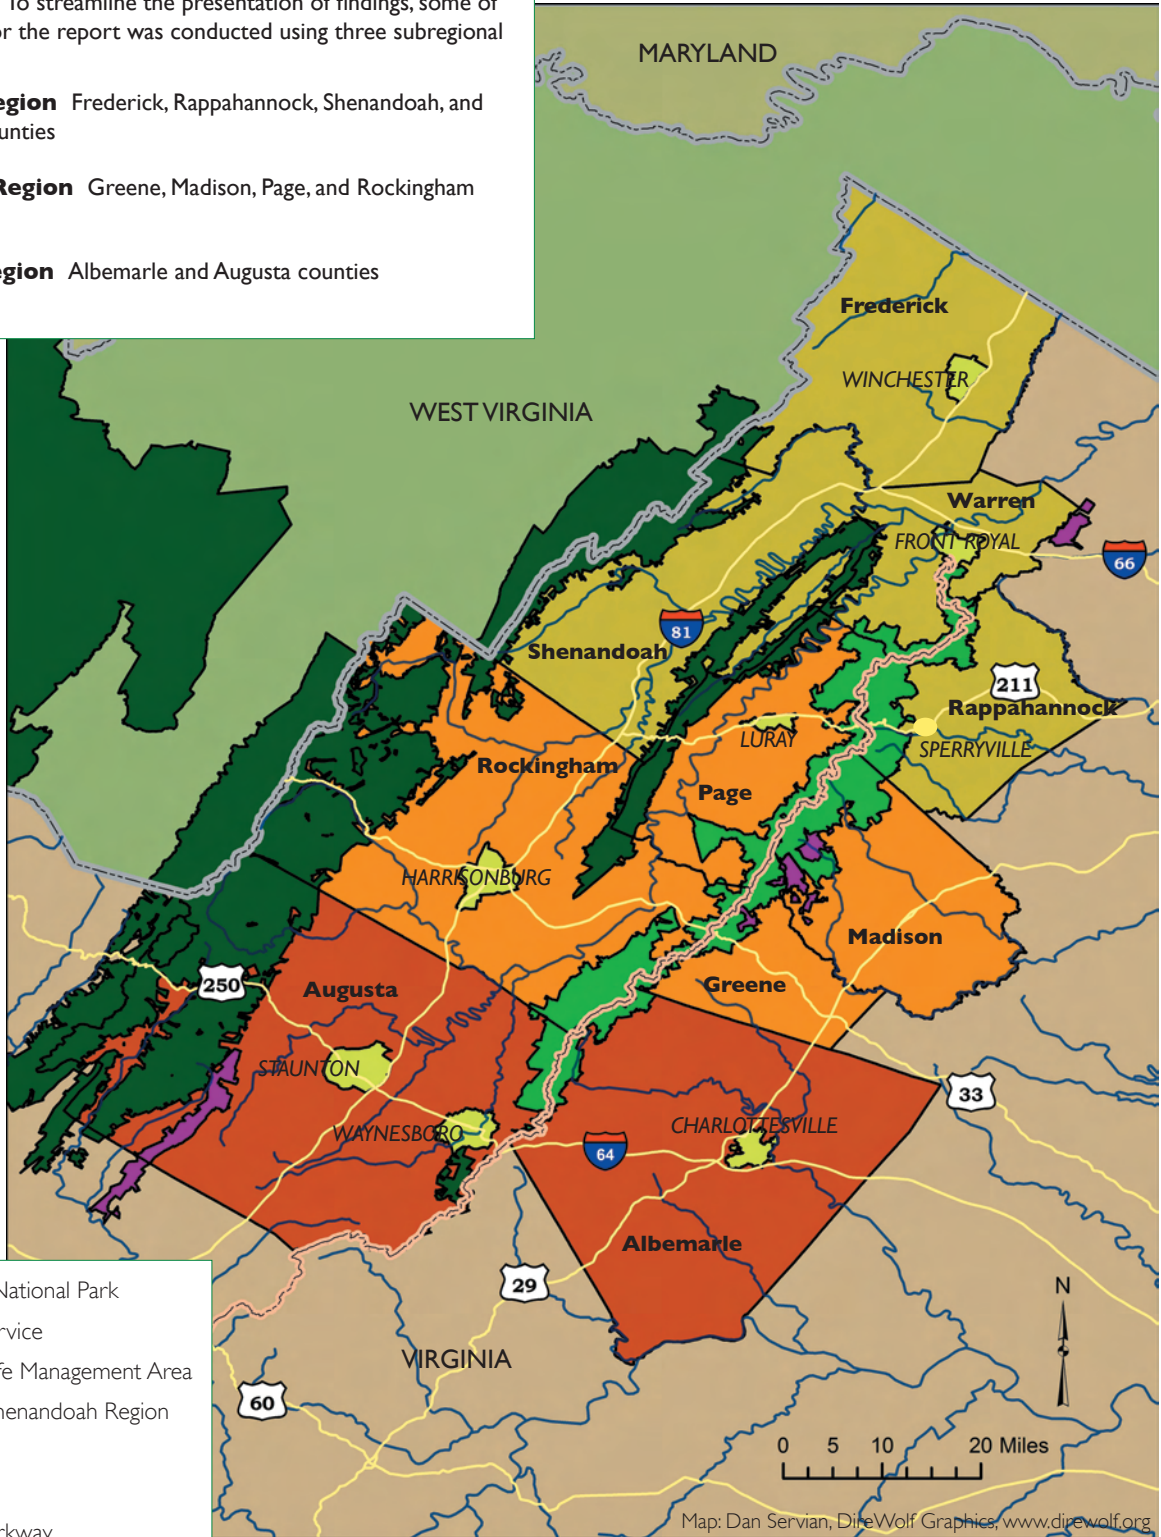 To streamline the presentation of findings, some of
or the report was conducted using three subregional
egion Frederick, Rappahannock, Shenandoah, and
unties
Region Greene, Madison, Page, and Rockingham
egion Albemarle and Augusta counties
MARYLAND
Frederick
WINCHESTER
WEST VIRGINIA
Warren
FRONT ROYAL
66
81
Shenandoah
211
Rappahannock
LURAY
SPERRYVILLE
Rockingham
Page
HARRISONBURG
Madison
250
Augusta
Greene
STAUNTON
33
WAYNESBORO
CHARLOTTESVILLE
64
Albemarle
29
N
VIRGINIA
60
National Park
rvice
fe Management Area
henandoah Region
rkway
0 5 10 20 Miles
Map: Dan Servian, DireWolf Graphics, www.direwolf.org